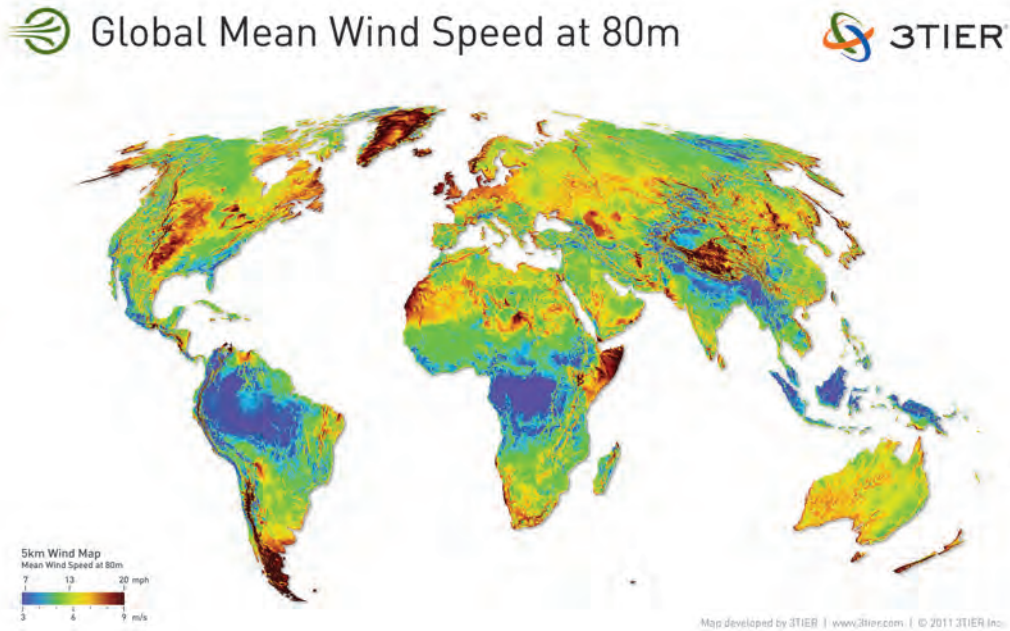 Global Mean Wind Speed at 80m
3TIER
5km Wind Map
Mean Wind Speed at 80m
7 13 20 mph
3 6 9 m/s
Map developed by 3TIER | www.3tier.com | © 2011 3TIER Inc.